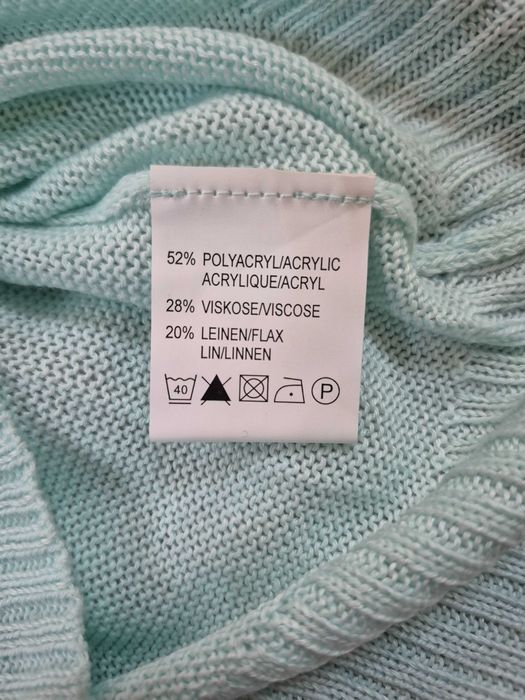 52% POLYACRYL/ACRYLIC
ACRYLIQUE/ACRYL
28% VISKOSE/VISCOSE
20% LEINEN/FLAX
LIN/LINNEN
40 P